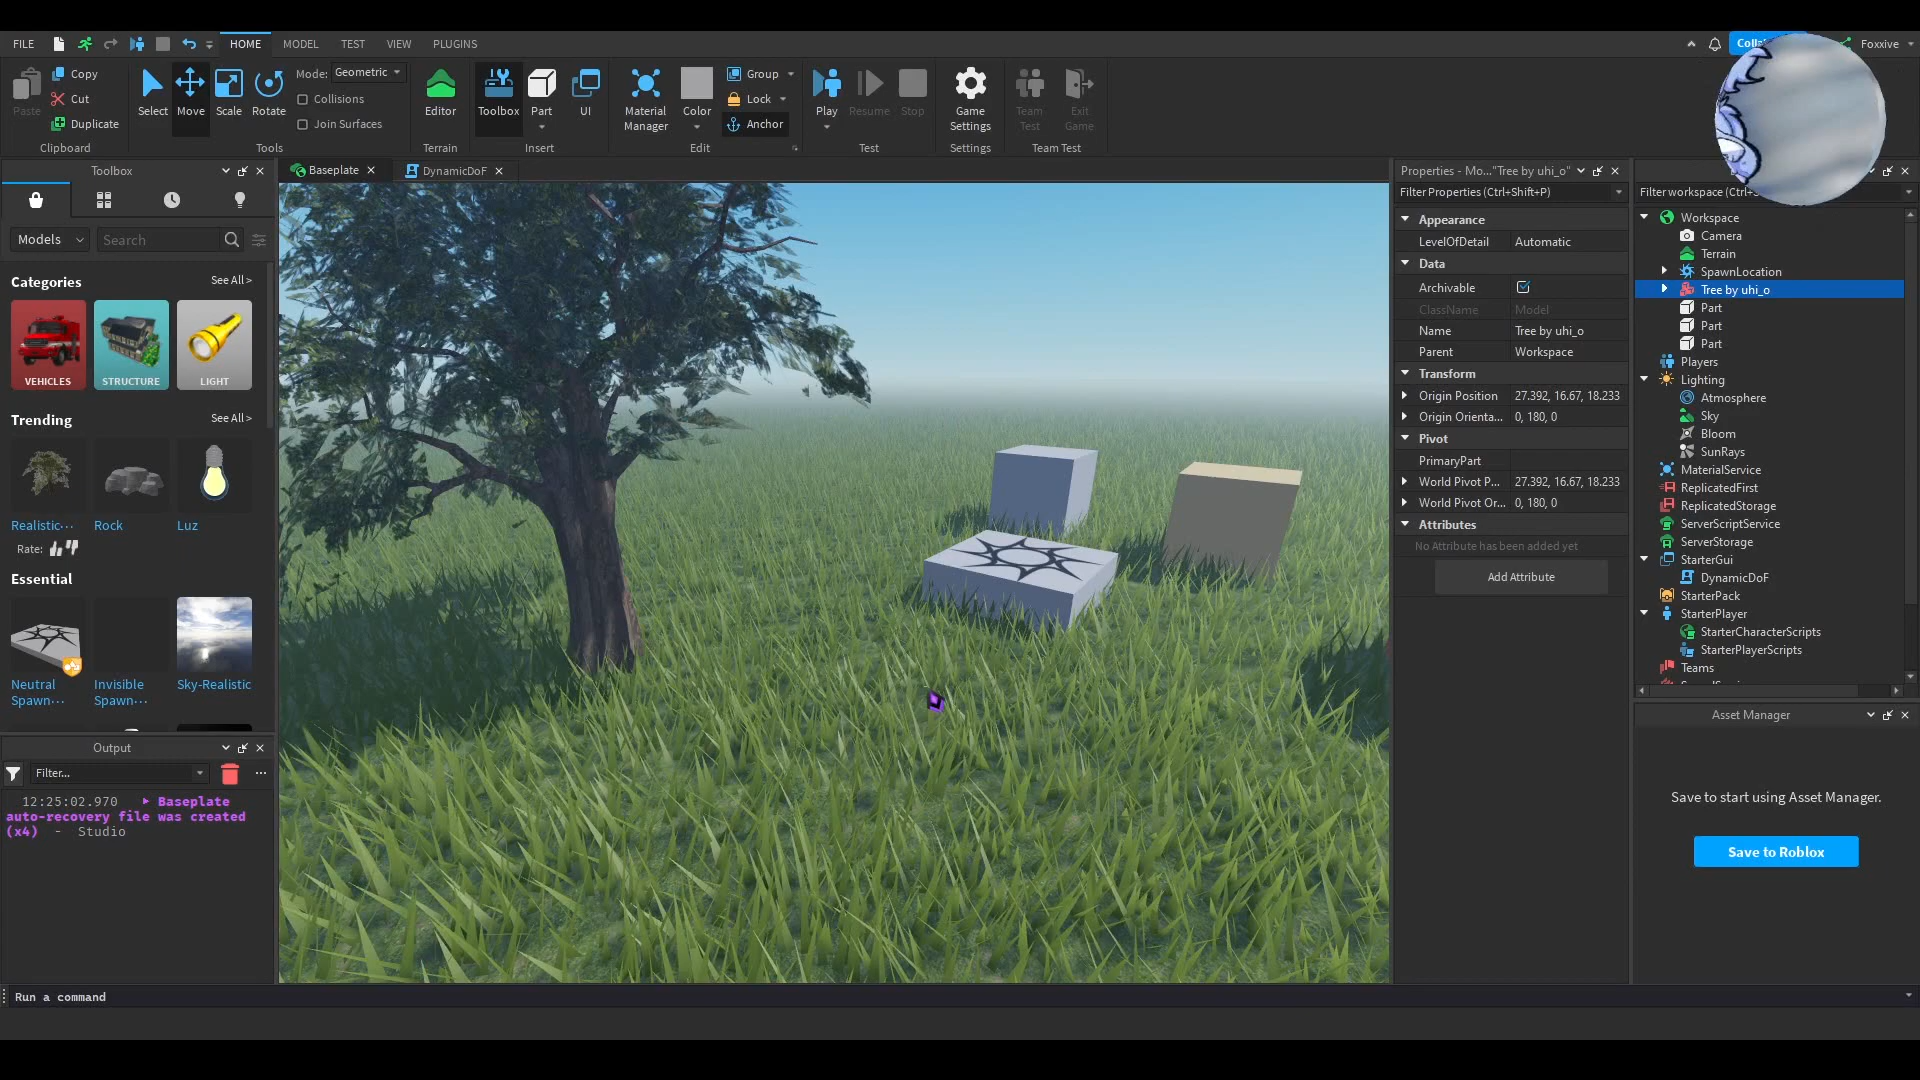 FILE
HOME
MODEL
TEST
VIEW
PLUGINS
Foxxive
Paste
Copy
Cut
Duplicate
Clipboard
Select
Move
Scale
Rotate
Mode:
Geometric
Collisions
Join Surfaces
Tools
Editor
Terrain
Toolbox
Part
UI
Insert
Material
Manager
Color
Group
Lock
Anchor
Edit
Play
Resume
Stop
Test
Game
Settings
Settings
Team
Test
Exit
Game
Team Test
Toolbox
Models
Search
Categories
See All >
VEHICLES
STRUCTURE
LIGHT
Trending
See All >
Realistic...
Rock
Luz
Rate:
Essential
Neutral
Spawn...
Invisible
Spawn...
Sky-Realistic
Output
Filter...
12:25:02.970 Baseplate
auto-recovery file was created
(x4) - Studio
Run a command
Baseplate
DynamicDoF
Properties - Mo..."Tree by uhi_o"
Filter Properties (Ctrl+Shift+P)
Appearance
LevelOfDetail Automatic
Data
Archivable
ClassName Model
Name Tree by uhi_o
Parent Workspace
Transform
Origin Position 27.392, 16.67, 18.233
Origin Orienta... 0, 180, 0
Pivot
PrimaryPart
World Pivot P... 27.392, 16.67, 18.233
World Pivot Or... 0, 180, 0
Attributes
No Attribute has been added yet
Add Attribute
Filter workspace
Workspace
Camera
Terrain
SpawnLocation
Tree by uhi_o
Part
Part
Part
Players
Lighting
Atmosphere
Sky
Bloom
SunRays
MaterialService
ReplicatedFirst
ReplicatedStorage
ServerScriptService
ServerStorage
StarterGui
DynamicDoF
StarterPack
StarterPlayer
StarterCharacterScripts
StarterPlayerScripts
Teams
Asset Manager
Save to start using Asset Manager.
Save to Roblox